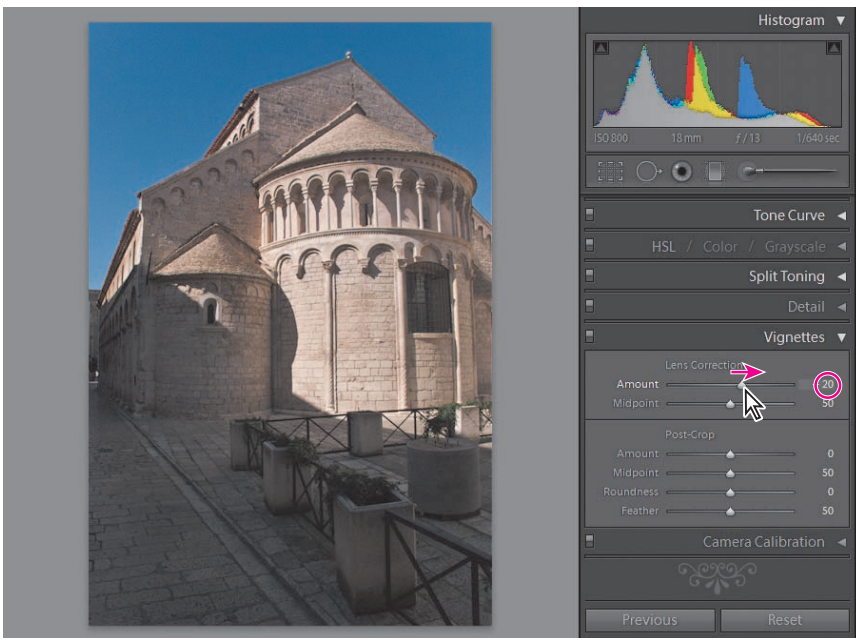 Histogram
ISO 800 18 mm f / 13 1/640 sec
Tone Curve
HSL / Color / Grayscale
Split Toning
Detail
Vignettes
Lens Correction
Amount 20
Midpoint 50
Post-Crop
Amount 0
Midpoint 50
Roundness 0
Feather 50
Camera Calibration
Previous Reset